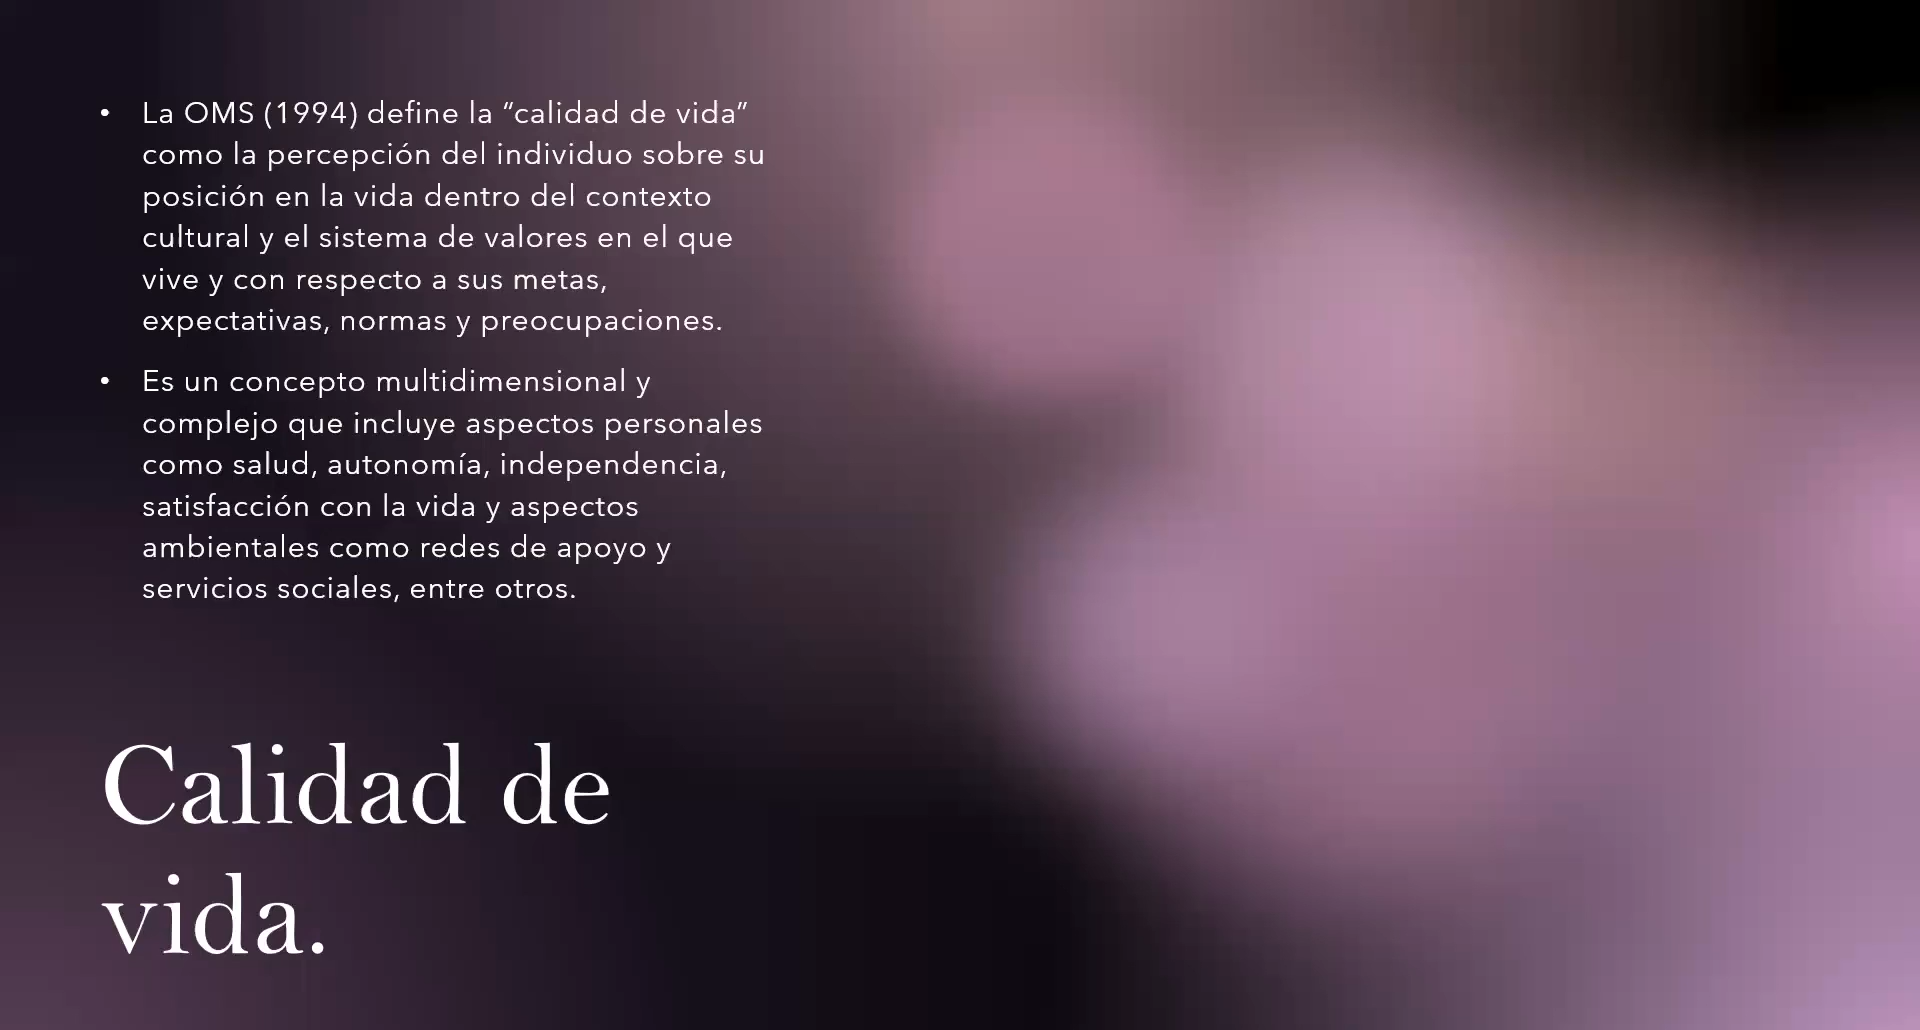 • La OMS (1994) define la “calidad de vida”
como la percepción del individuo sobre su
posición en la vida dentro del contexto
cultural y el sistema de valores en el que
vive y con respecto a sus metas,
expectativas, normas y preocupaciones.
• Es un concepto multidimensional y
complejo que incluye aspectos personales
como salud, autonomía, independencia,
satisfacción con la vida y aspectos
ambientales como redes de apoyo y
servicios sociales, entre otros.
Calidad de
vida.